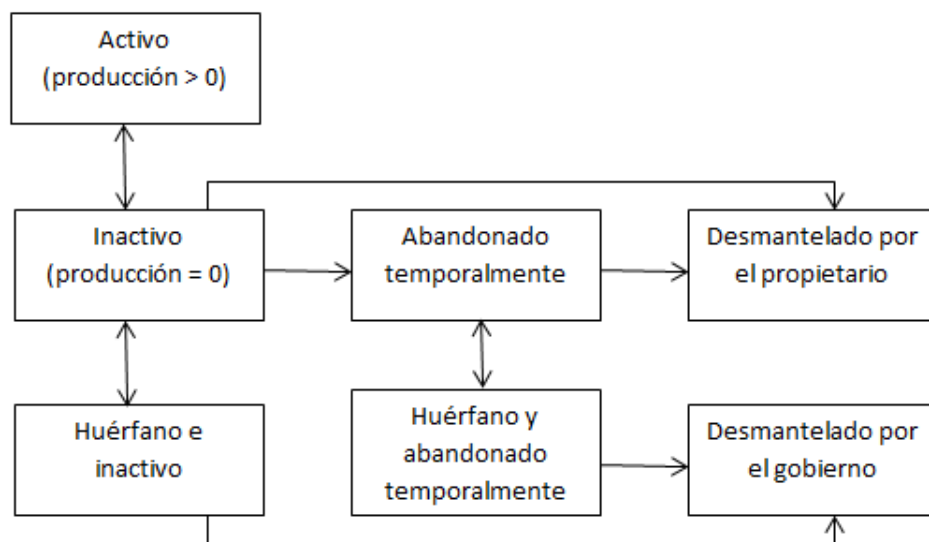 Activo
(producción > 0)
Inactivo
(producción = 0)
Abandonado
temporalmente
Desmantelado por
el propietario
Huérfano e
inactivo
Huérfano y
abandonado
temporalmente
Desmantelado por
el gobierno